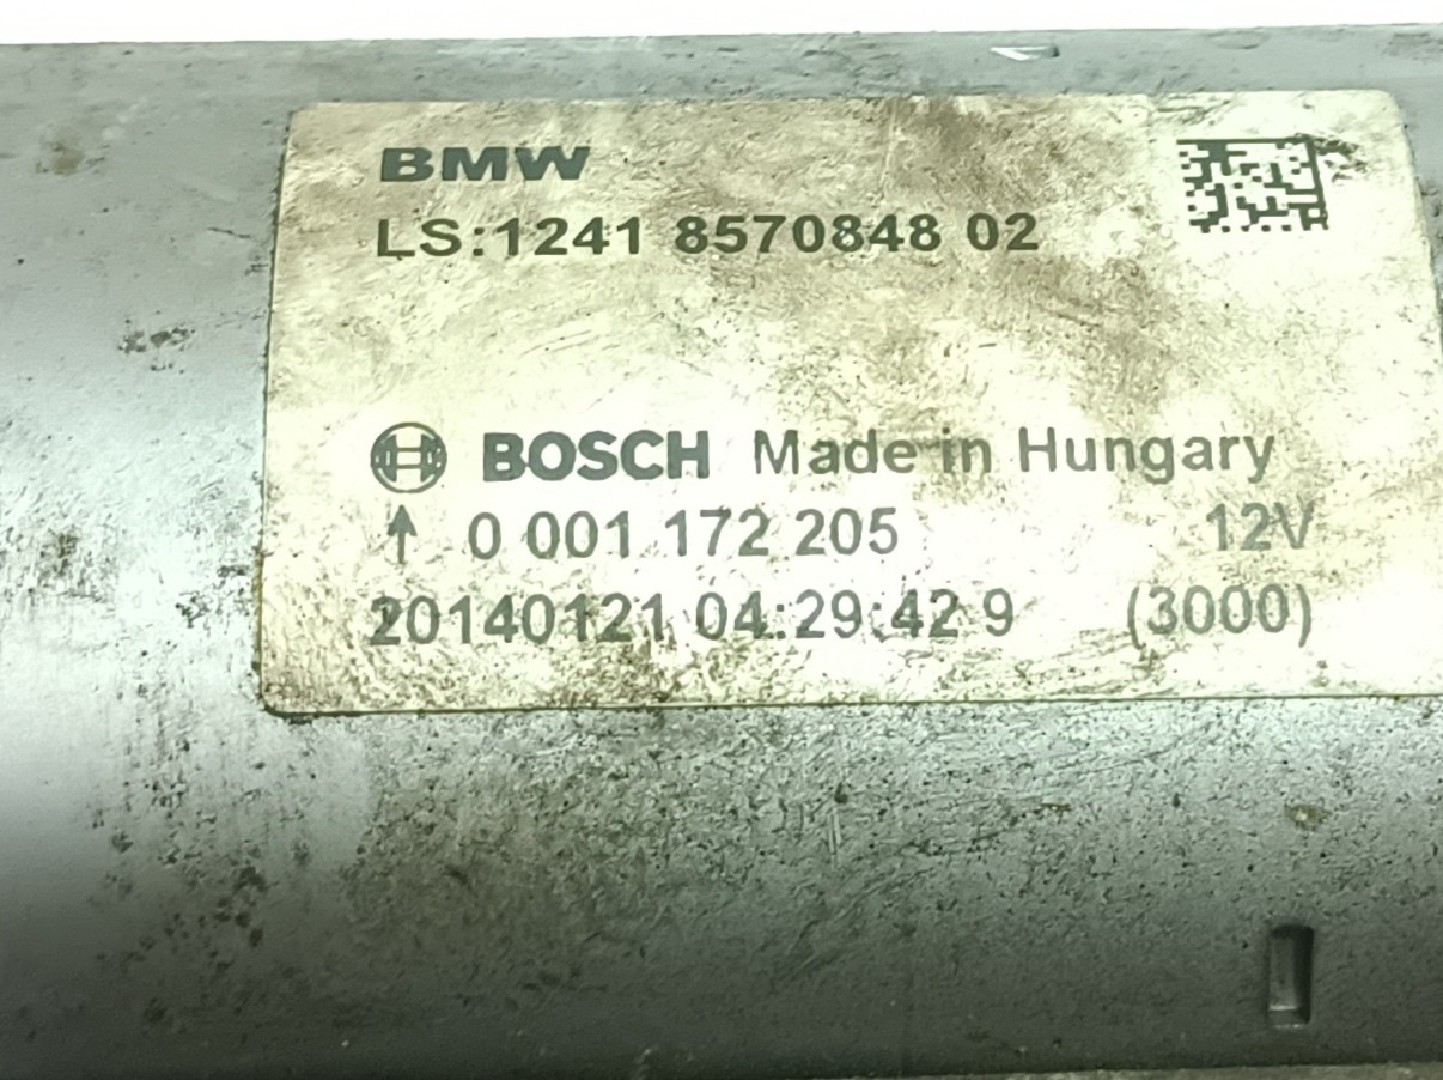 BMW
LS:1241 8570848 02
BOSCH Made in Hungary
↑ 0 001 172 205 12V
20140121 04:29:42 9 (3000)